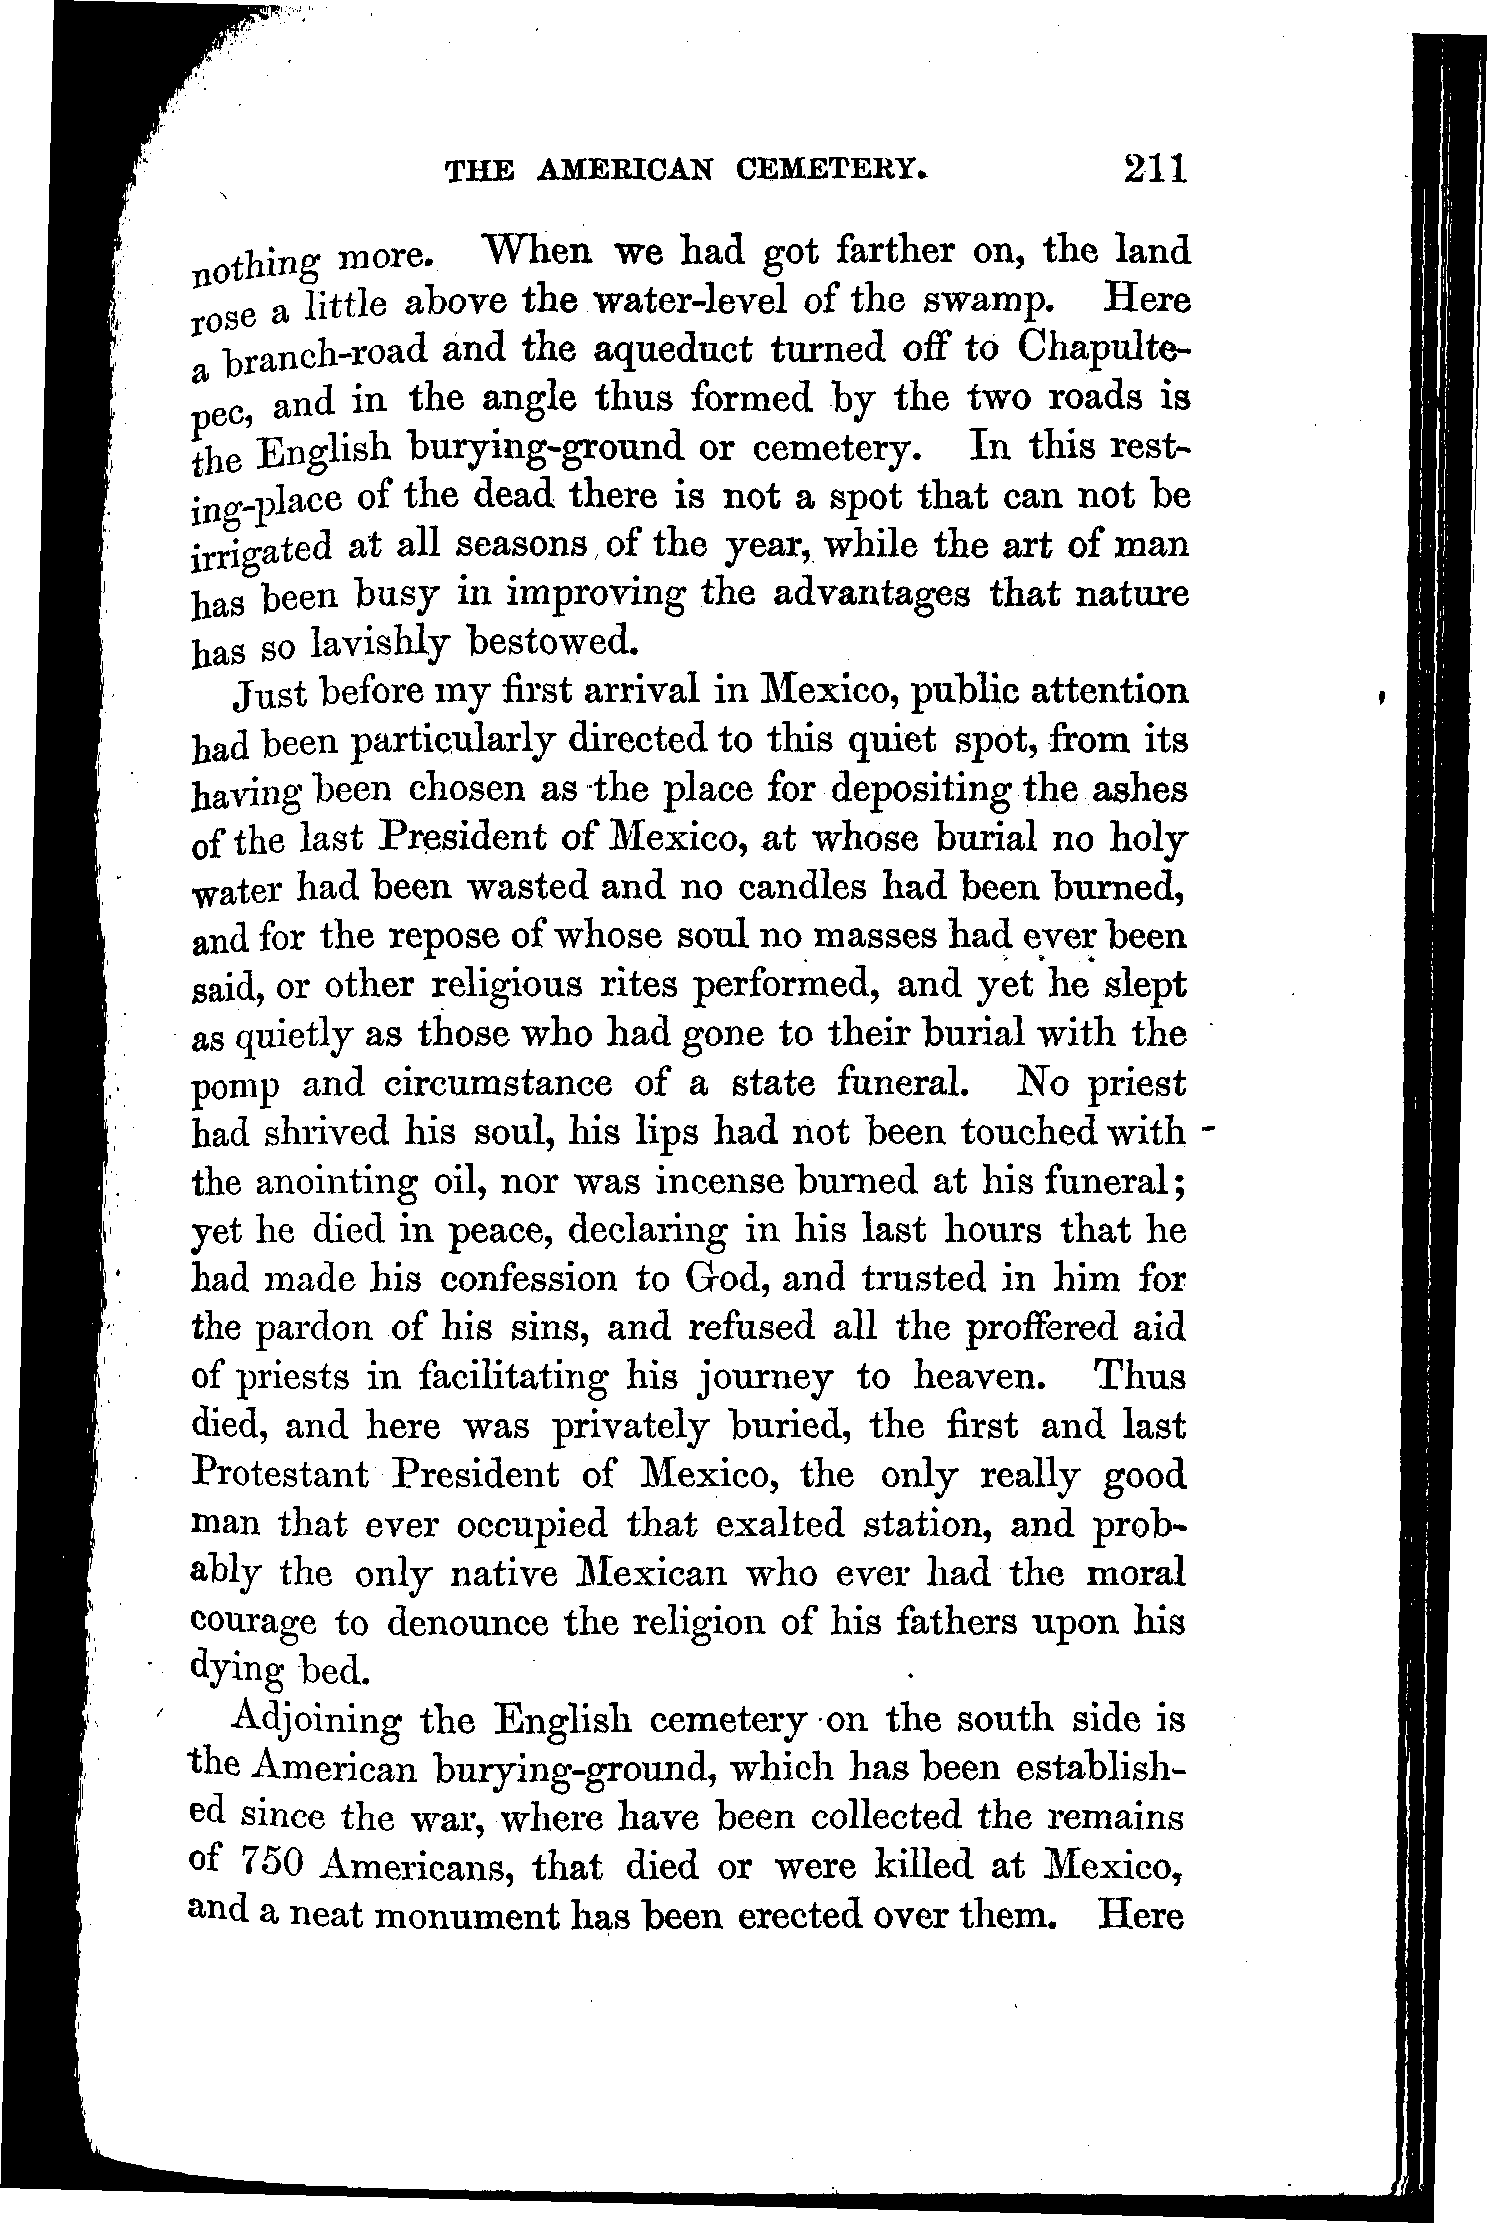 THE AMERICAN CEMETERY. 211
nothing more. When we had got farther on, the land
rose a little above the water-level of the swamp. Here
a branch-road and the aqueduct turned off to Chapulte-
pec, and in the angle thus formed by the two roads is
the English burying-ground or cemetery. In this rest-
ing-place of the dead there is not a spot that can not be
irrigated at all seasons of the year, while the art of man
has been busy in improving the advantages that nature
has so lavishly bestowed.
Just before my first arrival in Mexico, public attention
had been particularly directed to this quiet spot, from its
having been chosen as the place for depositing the ashes
of the last President of Mexico, at whose burial no holy
water had been wasted and no candles had been burned,
and for the repose of whose soul no masses had ever been
said, or other religious rites performed, and yet he slept
as quietly as those who had gone to their burial with the
pomp and circumstance of a state funeral. No priest
had shrived his soul, his lips had not been touched with
the anointing oil, nor was incense burned at his funeral;
yet he died in peace, declaring in his last hours that he
had made his confession to God, and trusted in him for
the pardon of his sins, and refused all the proffered aid
of priests in facilitating his journey to heaven. Thus
died, and here was privately buried, the first and last
Protestant President of Mexico, the only really good
man that ever occupied that exalted station, and prob-
ably the only native Mexican who ever had the moral
courage to denounce the religion of his fathers upon his
dying bed.
Adjoining the English cemetery on the south side is
the American burying-ground, which has been establish-
ed since the war, where have been collected the remains
of 750 Americans, that died or were killed at Mexico,
and a neat monument has been erected over them. Here